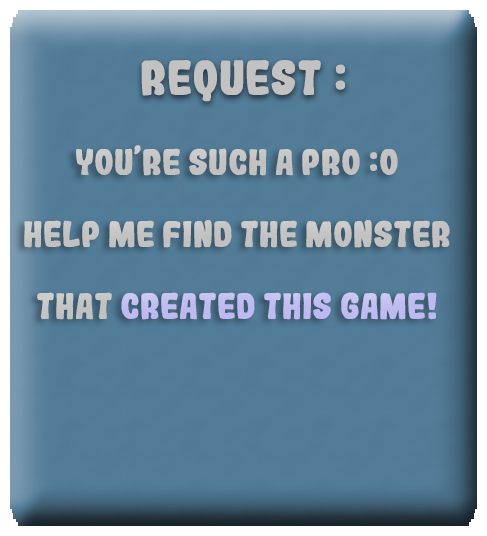 REQUEST :
YOU'RE SUCH A PRO :O
HELP ME FIND THE MONSTER
THAT CREATED THIS GAME!